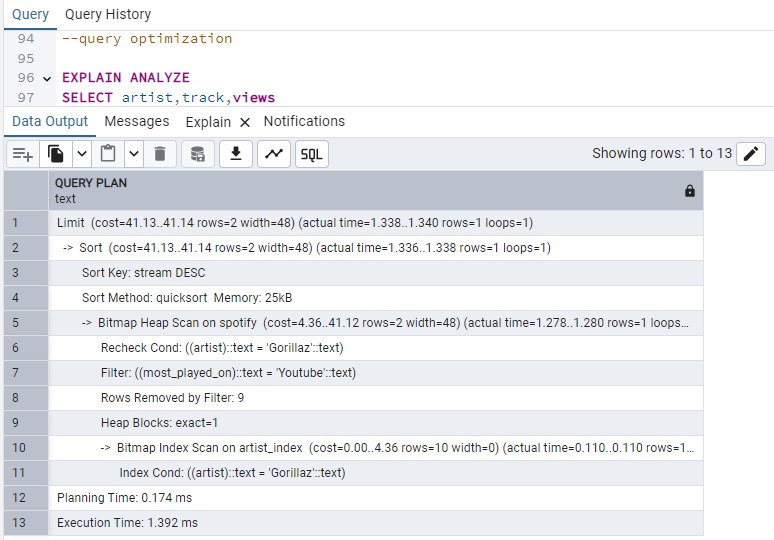 Query Query History
94 --query optimization
95
96 EXPLAIN ANALYZE
97 SELECT artist,track,views
Data Output Messages Explain × Notifications
SQL Showing rows: 1 to 13
QUERY PLAN
text
1 Limit (cost=41.13..41.14 rows=2 width=48) (actual time=1.338..1.340 rows=1 loops=1)
2 -> Sort (cost=41.13..41.14 rows=2 width=48) (actual time=1.336..1.338 rows=1 loops=1)
3 Sort Key: stream DESC
4 Sort Method: quicksort Memory: 25kB
5 -> Bitmap Heap Scan on spotify (cost=4.36..41.12 rows=2 width=48) (actual time=1.278..1.280 rows=1 loops...
6 Recheck Cond: ((artist)::text = 'Gorillaz'::text)
7 Filter: ((most_played_on)::text = 'Youtube'::text)
8 Rows Removed by Filter: 9
9 Heap Blocks: exact=1
10 -> Bitmap Index Scan on artist_index (cost=0.00..4.36 rows=10 width=0) (actual time=0.110..0.110 rows=1...
11 Index Cond: ((artist)::text = 'Gorillaz'::text)
12 Planning Time: 0.174 ms
13 Execution Time: 1.392 ms